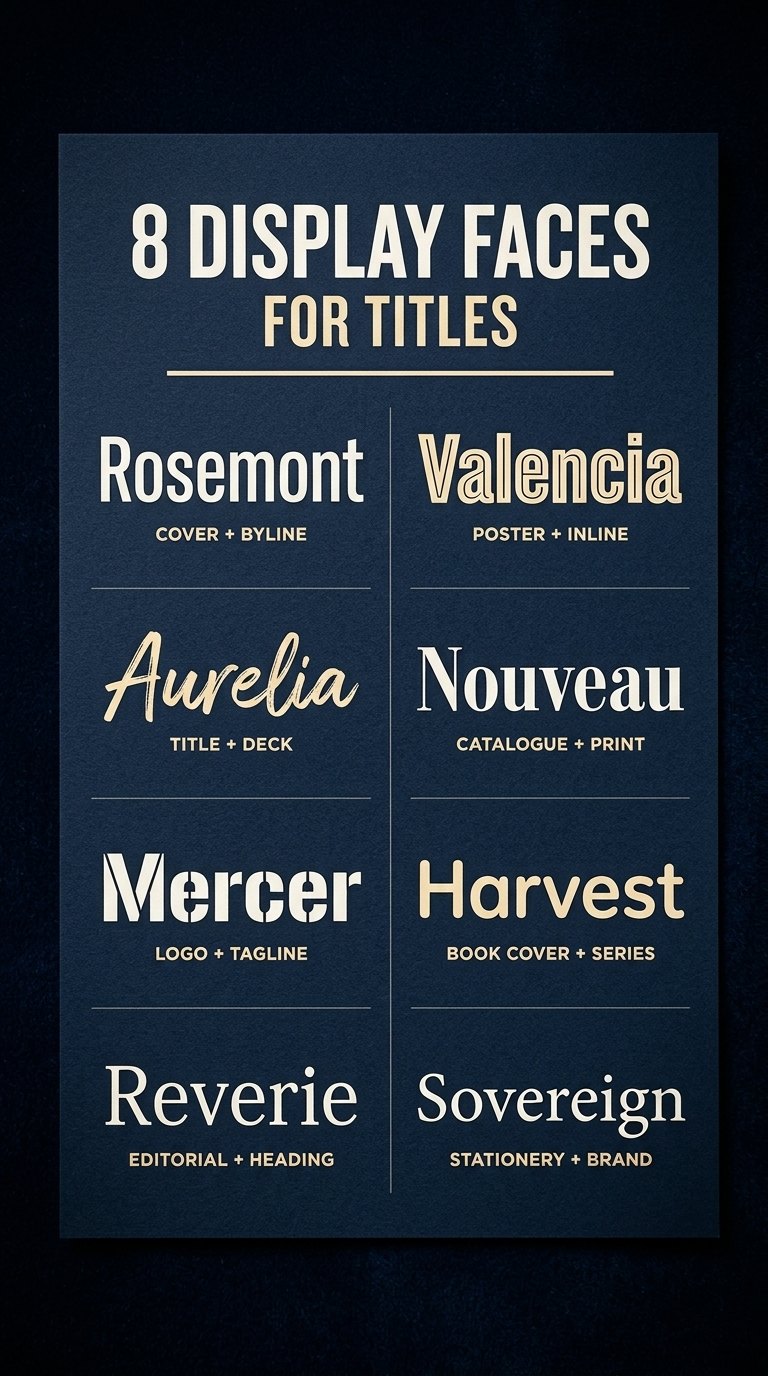 8 DISPLAY FACES
FOR TITLES
Rosemont
COVER + BYLINE
Valencia
POSTER + INLINE
Aurelia
TITLE + DECK
Nouveau
CATALOGUE + PRINT
Mercer
LOGO + TAGLINE
Harvest
BOOK COVER + SERIES
Reverie
EDITORIAL + HEADING
Sovereign
STATIONERY + BRAND